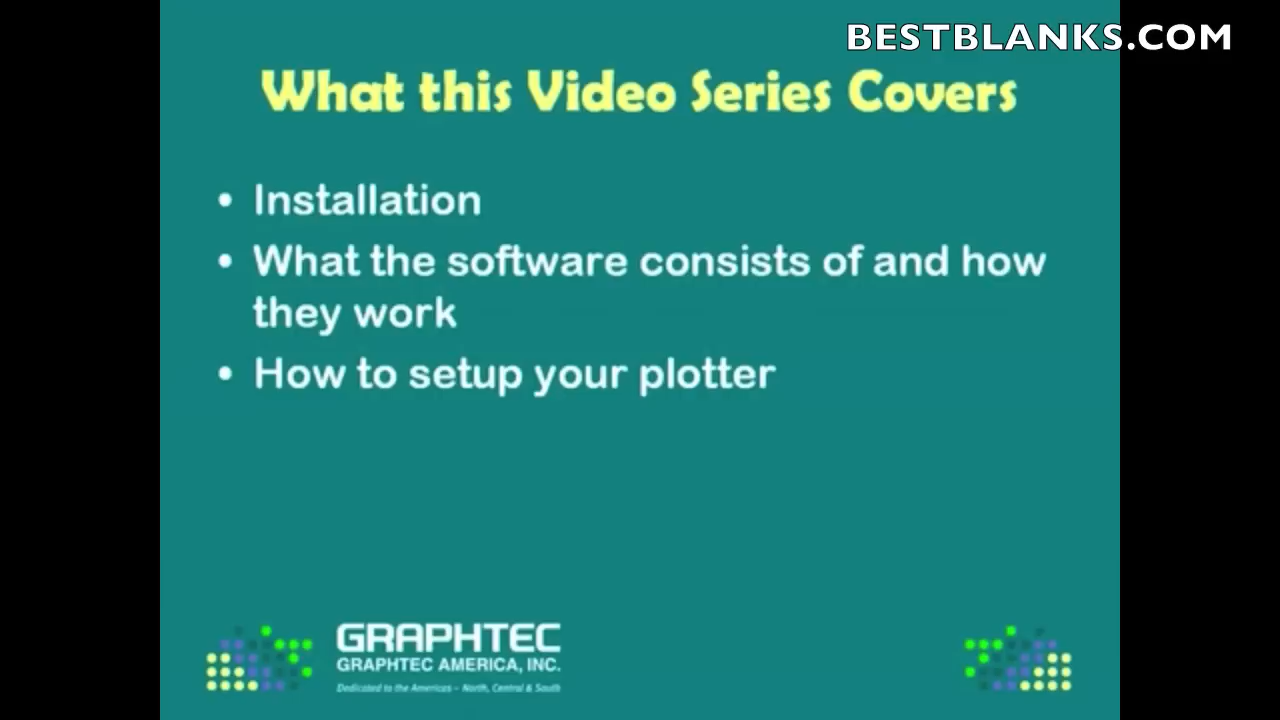 BESTBLANKS.COM
What this Video Series Covers
• Installation
• What the software consists of and how
they work
• How to setup your plotter
GRAPHTEC
GRAPHTEC AMERICA, INC.
Dedicated to the Americas – North, Central & South